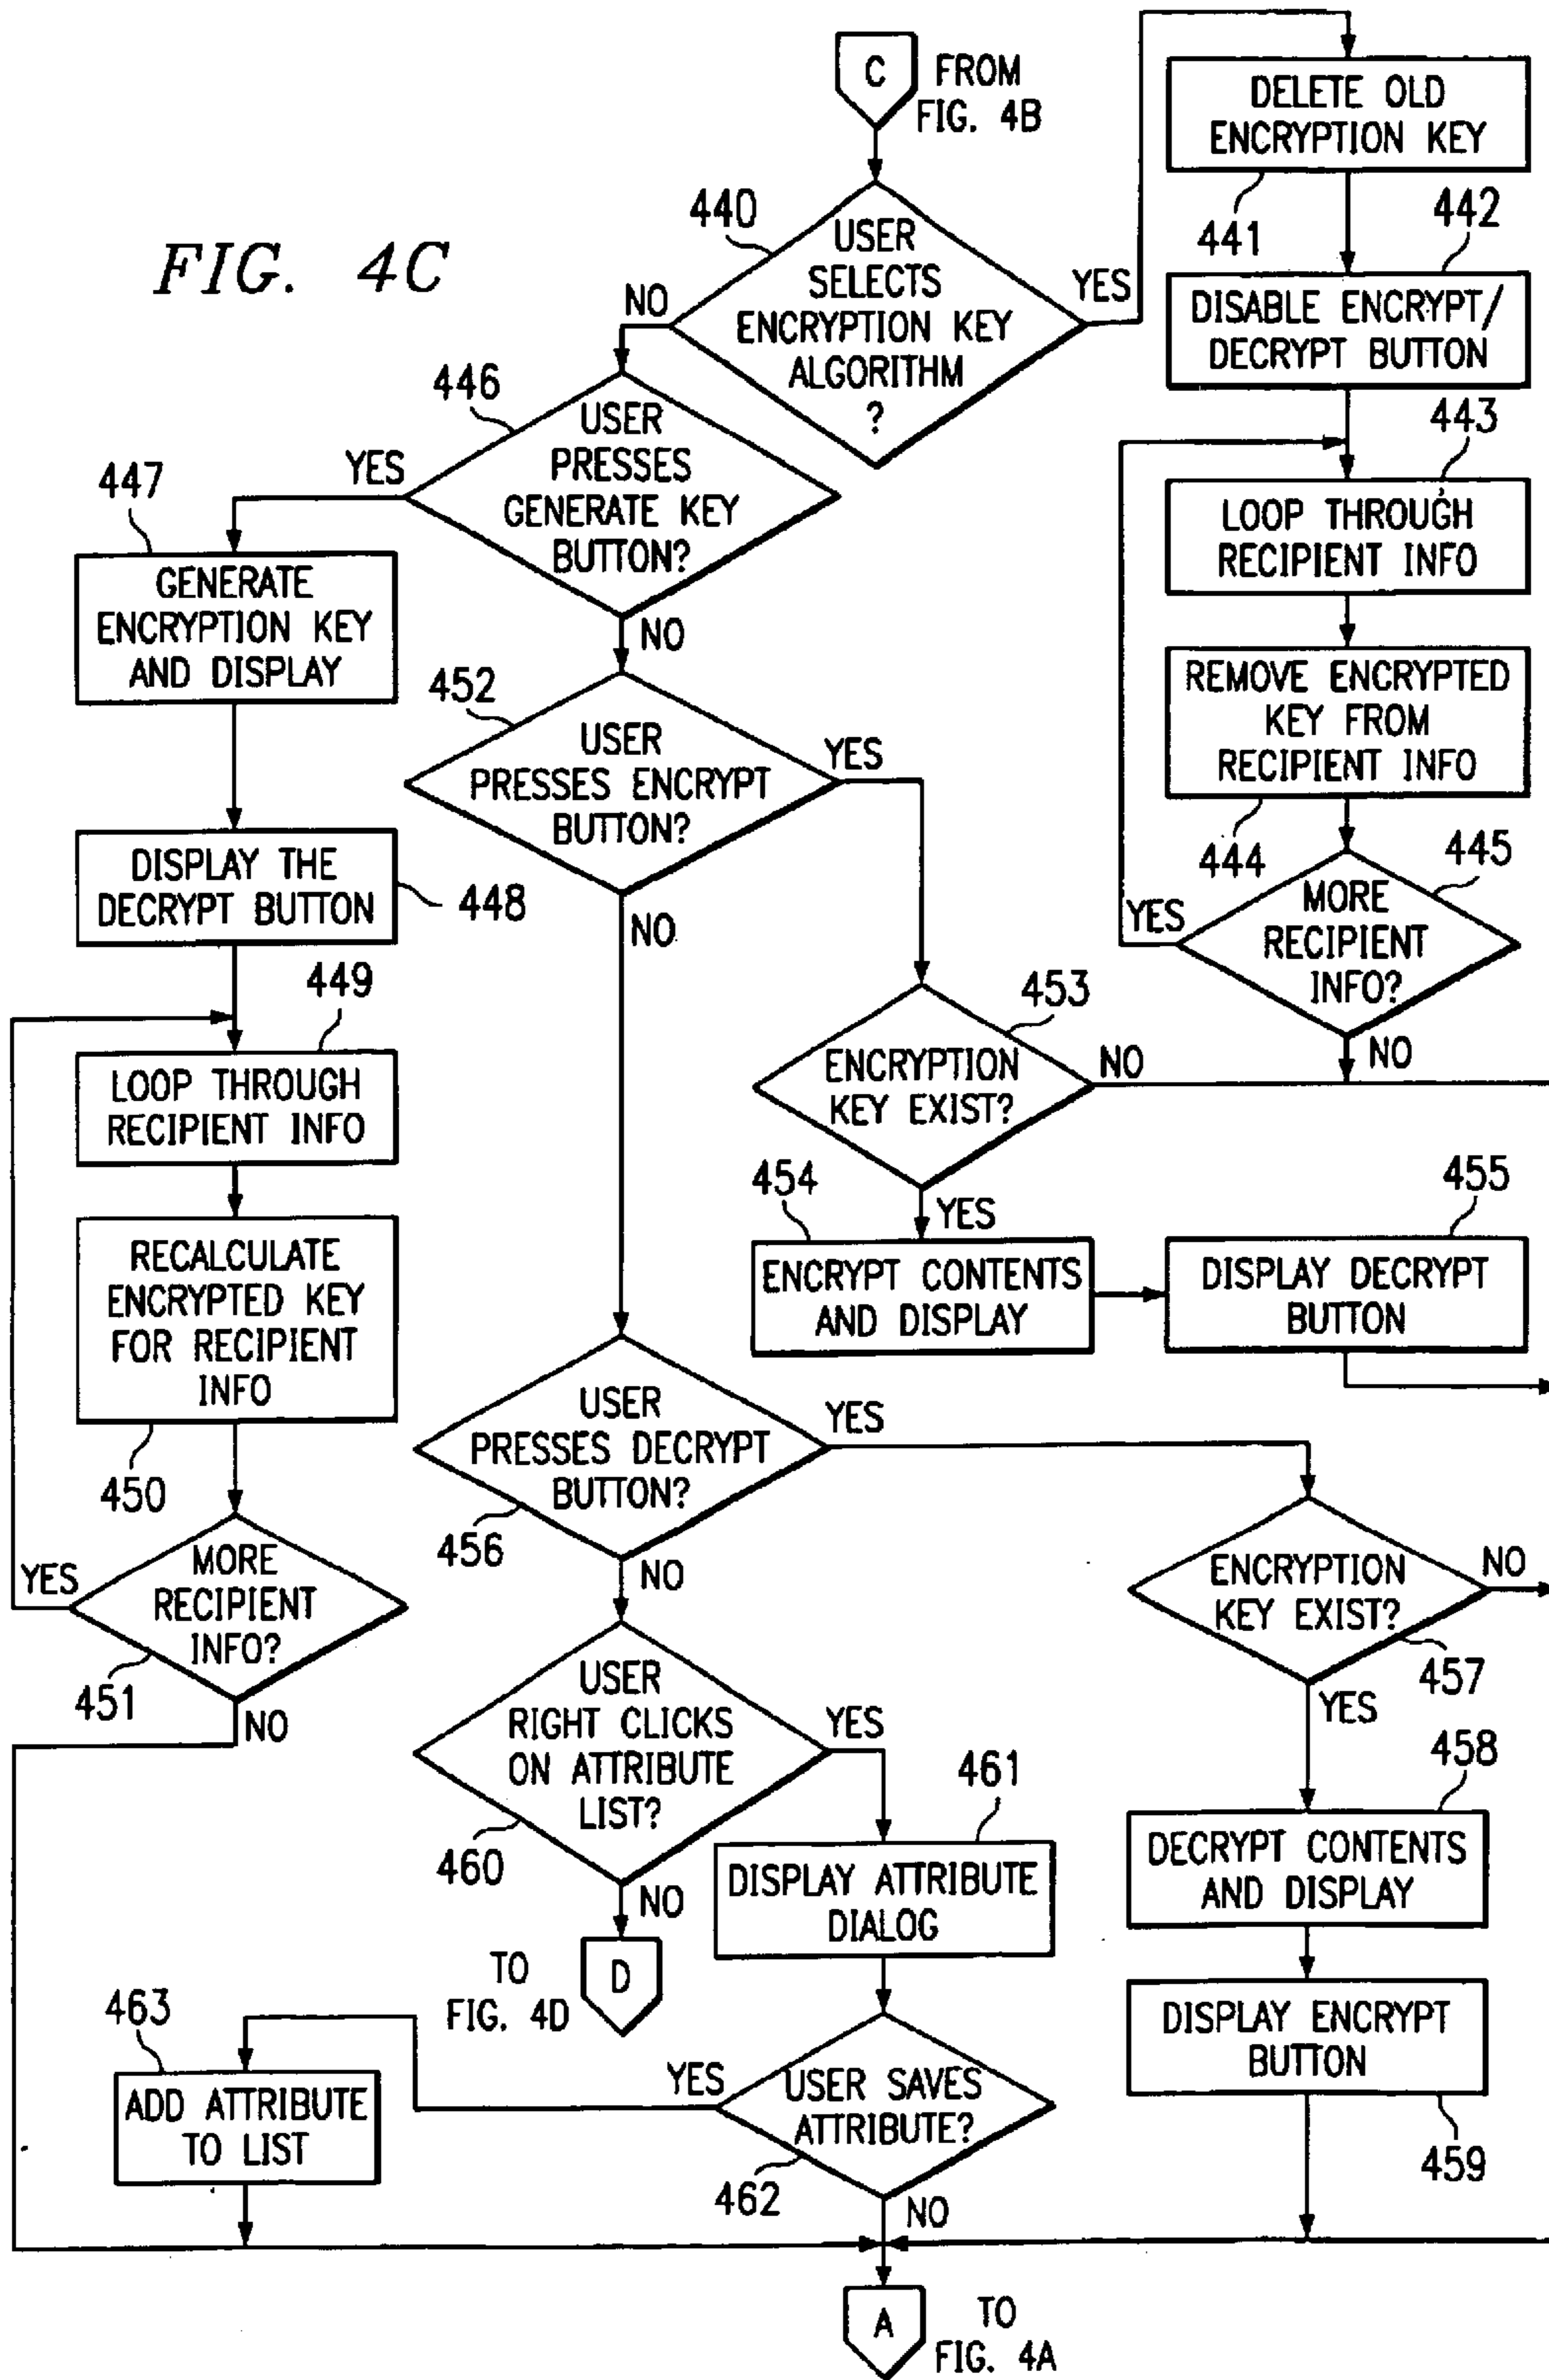 C
FROM
FIG. 4B
FIG. 4C
440
USER
SELECTS
ENCRYPTION KEY
ALGORITHM
?
NO
YES
DELETE OLD
ENCRYPTION KEY
441
442
DISABLE ENCRYPT/
DECRYPT BUTTON
443
LOOP THROUGH
RECIPIENT INFO
REMOVE ENCRYPTED
KEY FROM
RECIPIENT INFO
444
445
MORE
RECIPIENT
INFO?
YES
NO
446
USER
PRESSES
GENERATE KEY
BUTTON?
YES
NO
447
GENERATE
ENCRYPTION KEY
AND DISPLAY
DISPLAY THE
DECRYPT BUTTON
448
449
LOOP THROUGH
RECIPIENT INFO
RECALCULATE
ENCRYPTED KEY
FOR RECIPIENT
INFO
450
MORE
RECIPIENT
INFO?
YES
451
NO
452
USER
PRESSES ENCRYPT
BUTTON?
YES
NO
453
ENCRYPTION
KEY EXIST?
NO
YES
454
ENCRYPT CONTENTS
AND DISPLAY
455
DISPLAY DECRYPT
BUTTON
USER
PRESSES DECRYPT
BUTTON?
YES
456
NO
ENCRYPTION
KEY EXIST?
NO
457
YES
458
DECRYPT CONTENTS
AND DISPLAY
DISPLAY ENCRYPT
BUTTON
459
USER
RIGHT CLICKS
ON ATTRIBUTE
LIST?
YES
460
NO
TO
FIG. 4D
D
461
DISPLAY ATTRIBUTE
DIALOG
USER SAVES
ATTRIBUTE?
YES
462
NO
463
ADD ATTRIBUTE
TO LIST
A
TO
FIG. 4A